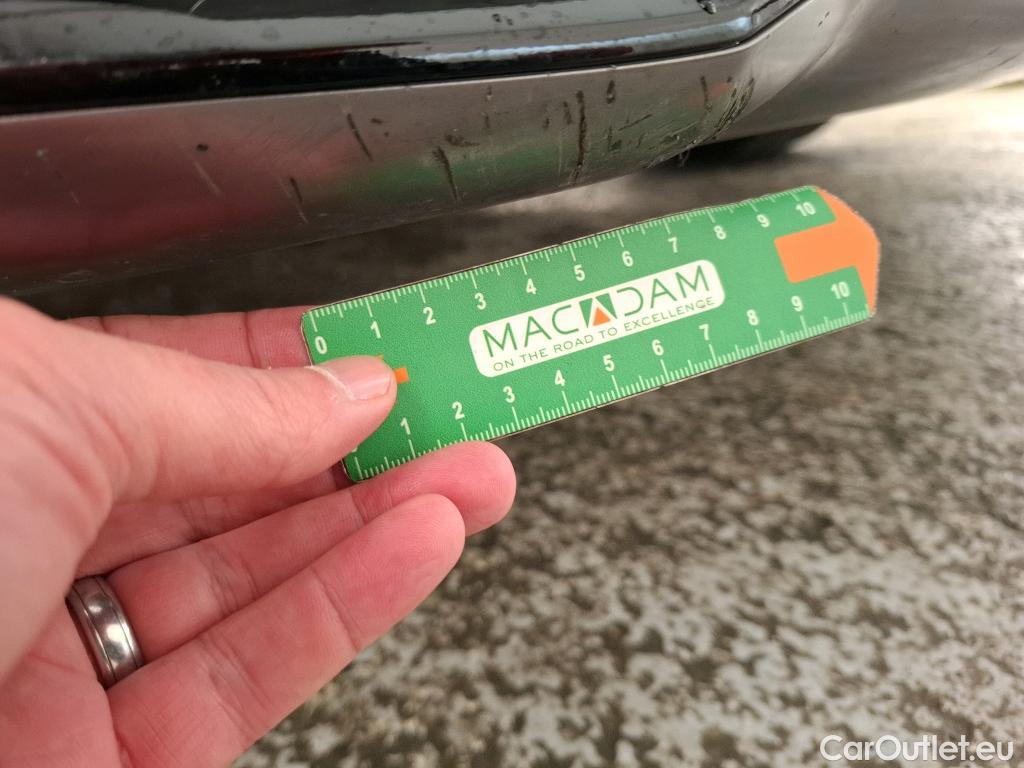 0 1 2 3 4 5 6 7 8 9 10
MACADAM
ON THE ROAD TO EXCELLENCE
1 2 3 4 5 6 7 8 9 10
CarOutlet.eu